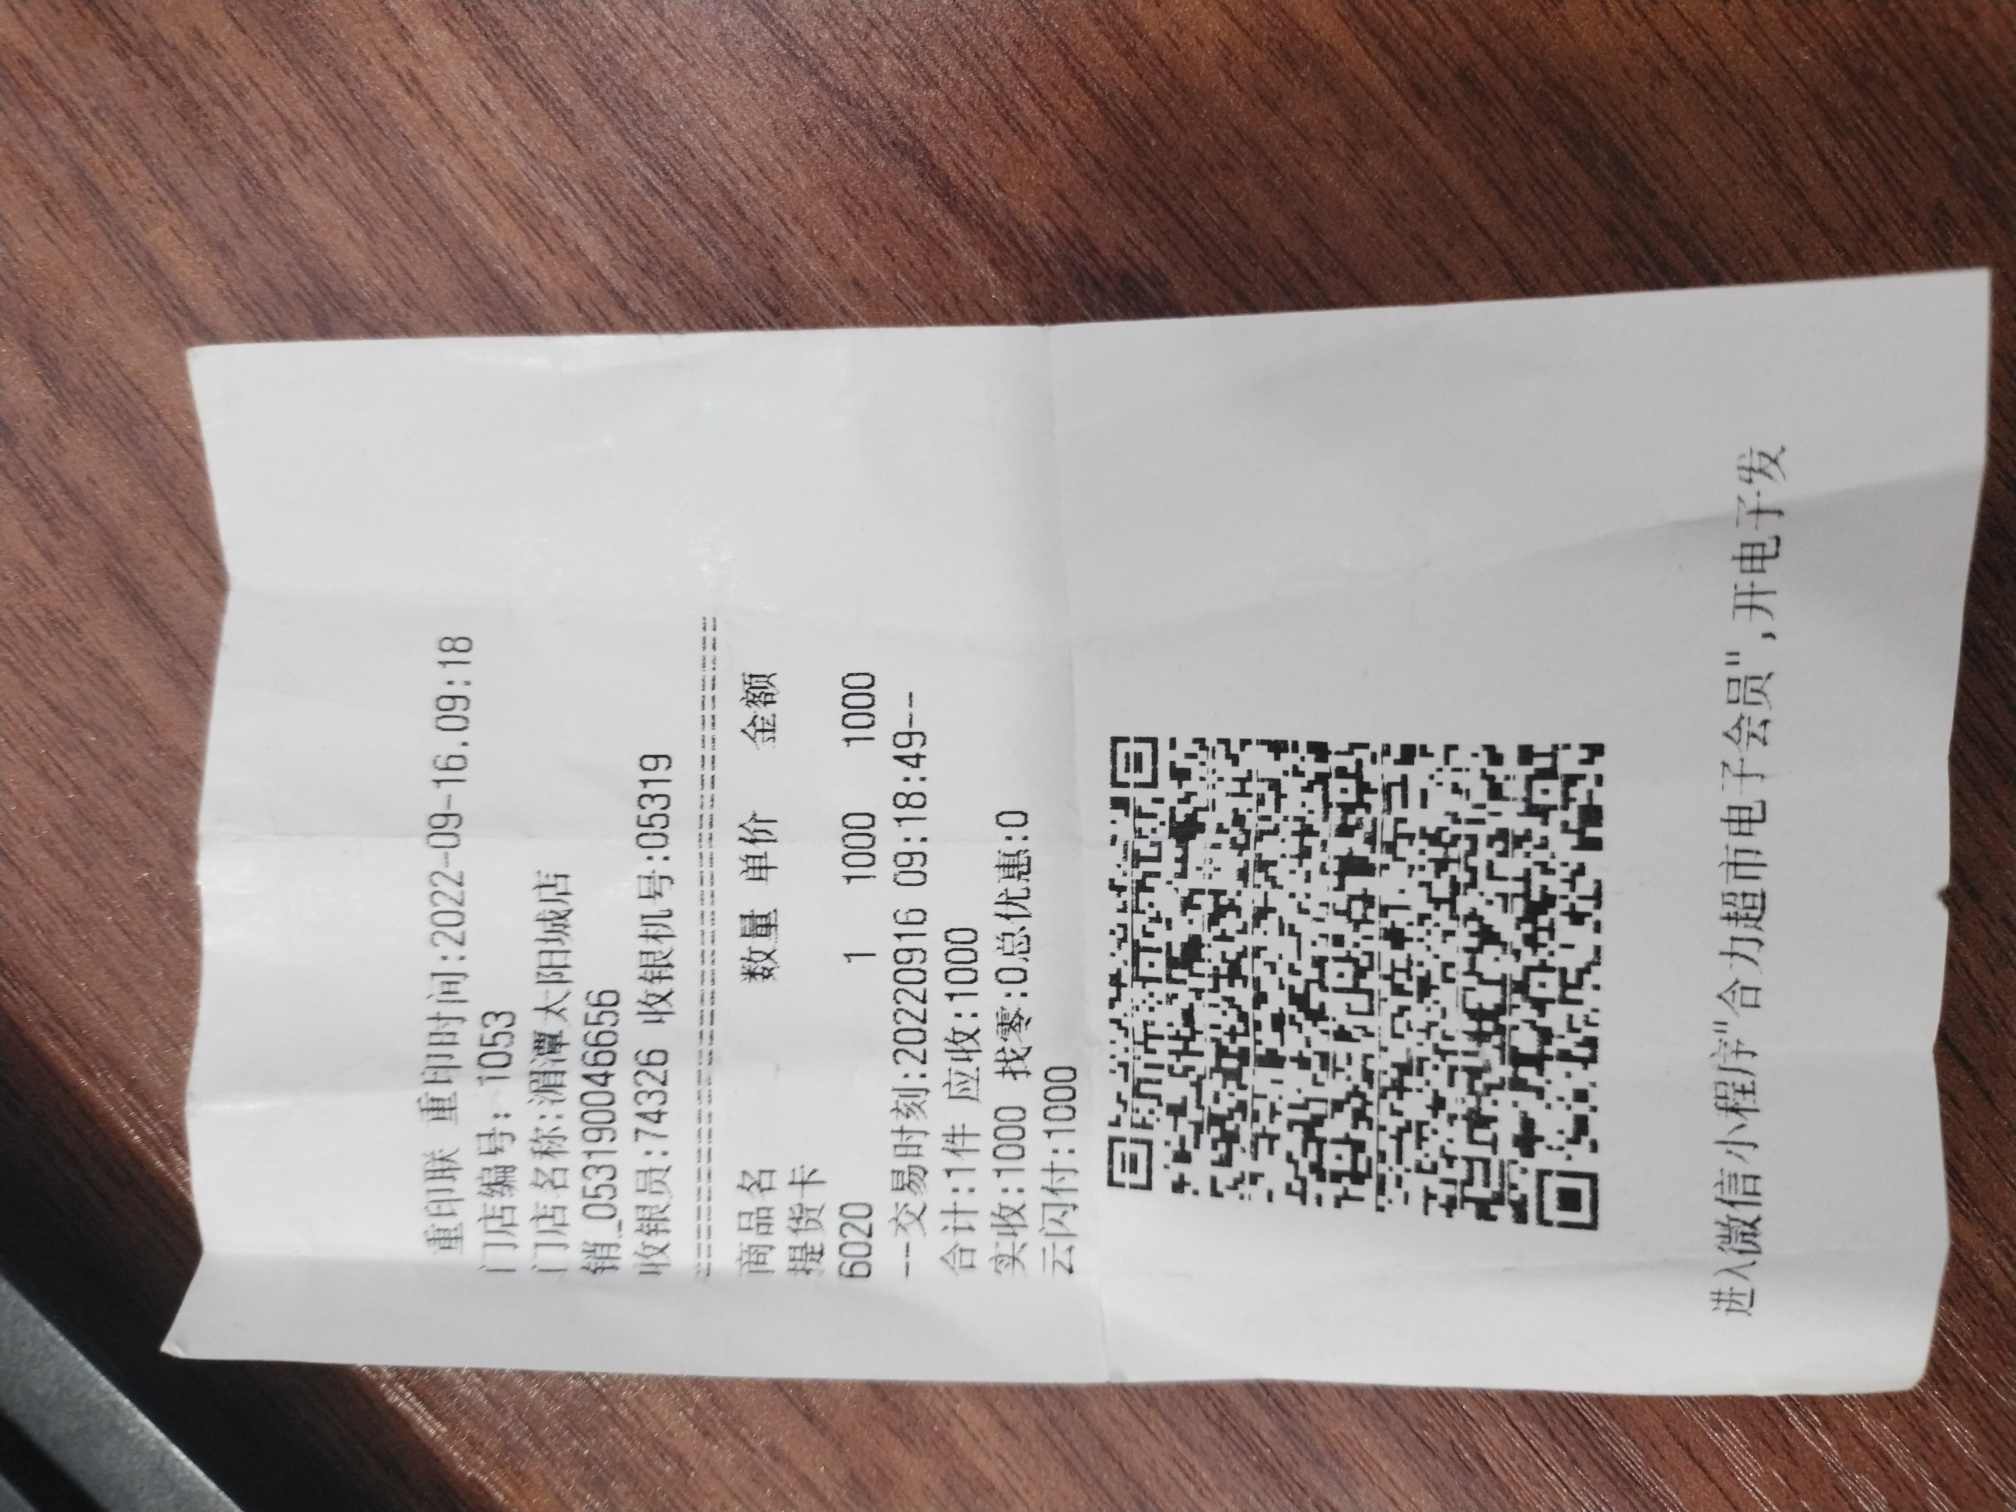 重印联 重印时间:2022-09-16.09:18
门店编号: 1053
门店名称:湄潭太阳城店
销_053190046656
收银员:74326 收银机号:05319
================================
商品名 数量 单价 金额
提货卡
6020 1 1000 1000
--交易时刻:20220916 09:18:49--
合计:1件 应收:1000
实收:1000 找零:0总优惠:0
云闪付:1000
进入微信小程序"合力超市电子会员",开电子发